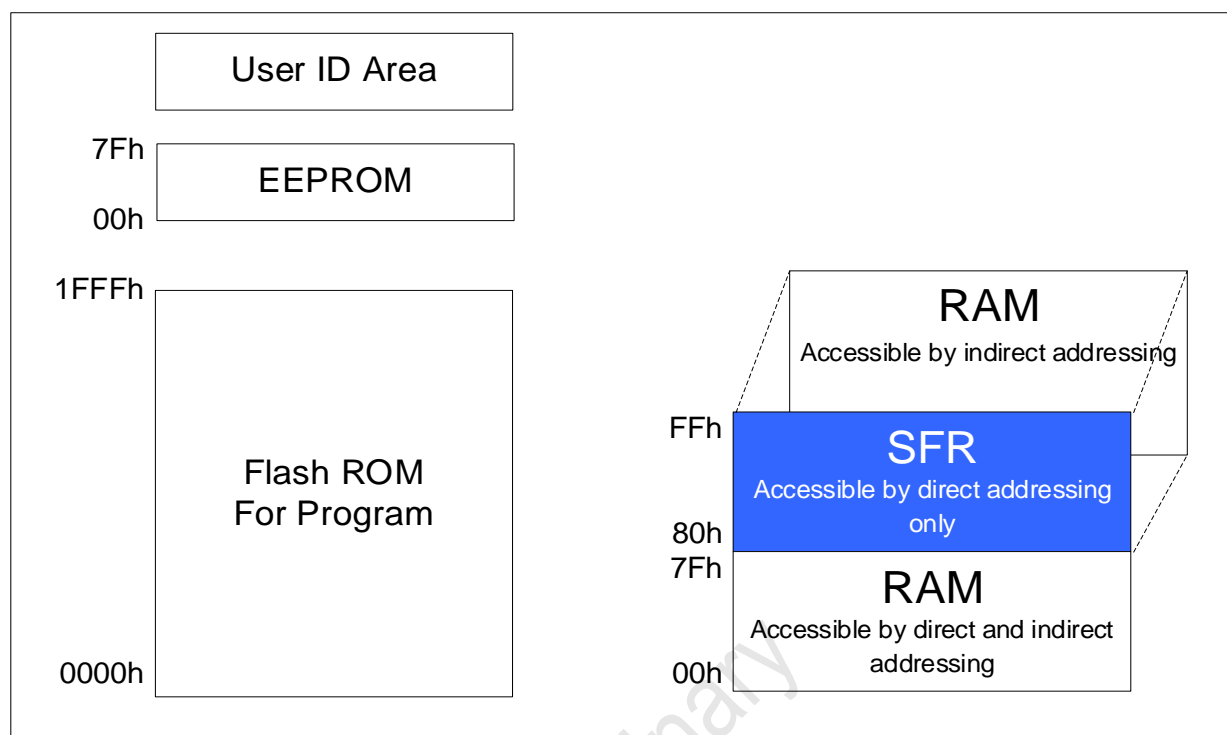 User ID Area
7Fh
EEPROM
00h
1FFFh
Flash ROM
For Program
0000h
RAM
Accessible by indirect addressing
FFh
SFR
Accessible by direct addressing
only
80h
7Fh
RAM
Accessible by direct and indirect
addressing
00h